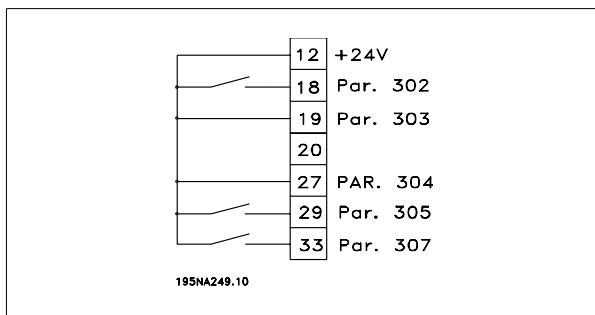 12 +24V
18 Par. 302
19 Par. 303
20
27 PAR. 304
29 Par. 305
33 Par. 307
195NA249.10